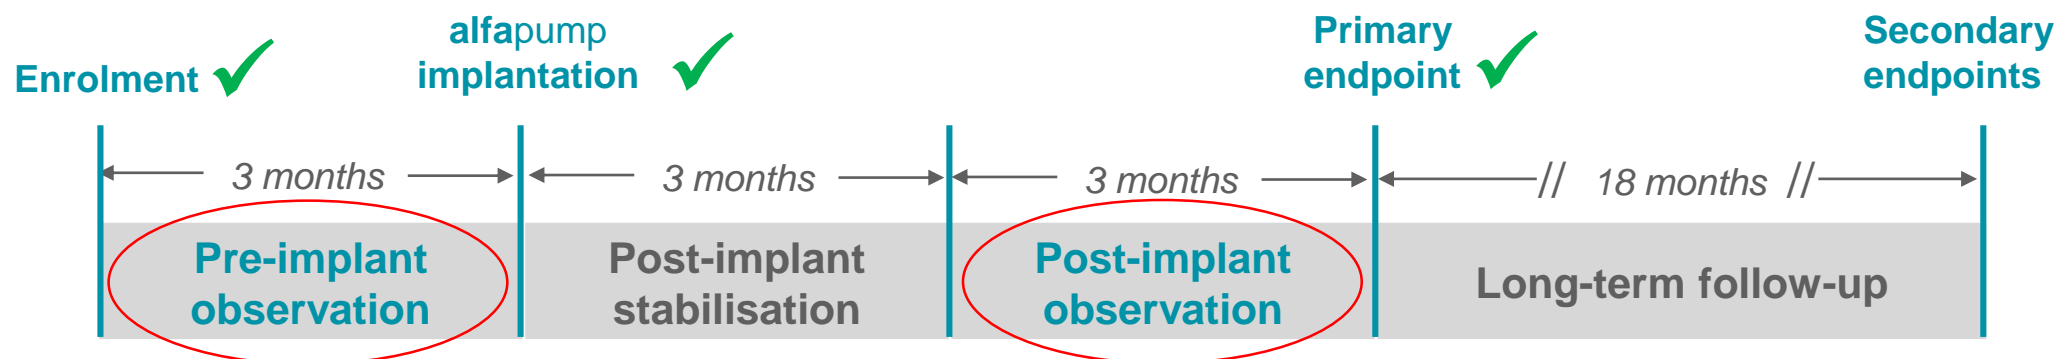 Enrolment
alfapump
implantation
Primary
endpoint
Secondary
endpoints
3 months
3 months
3 months
// 18 months //
Pre-implant
observation
Post-implant
stabilisation
Post-implant
observation
Long-term follow-up